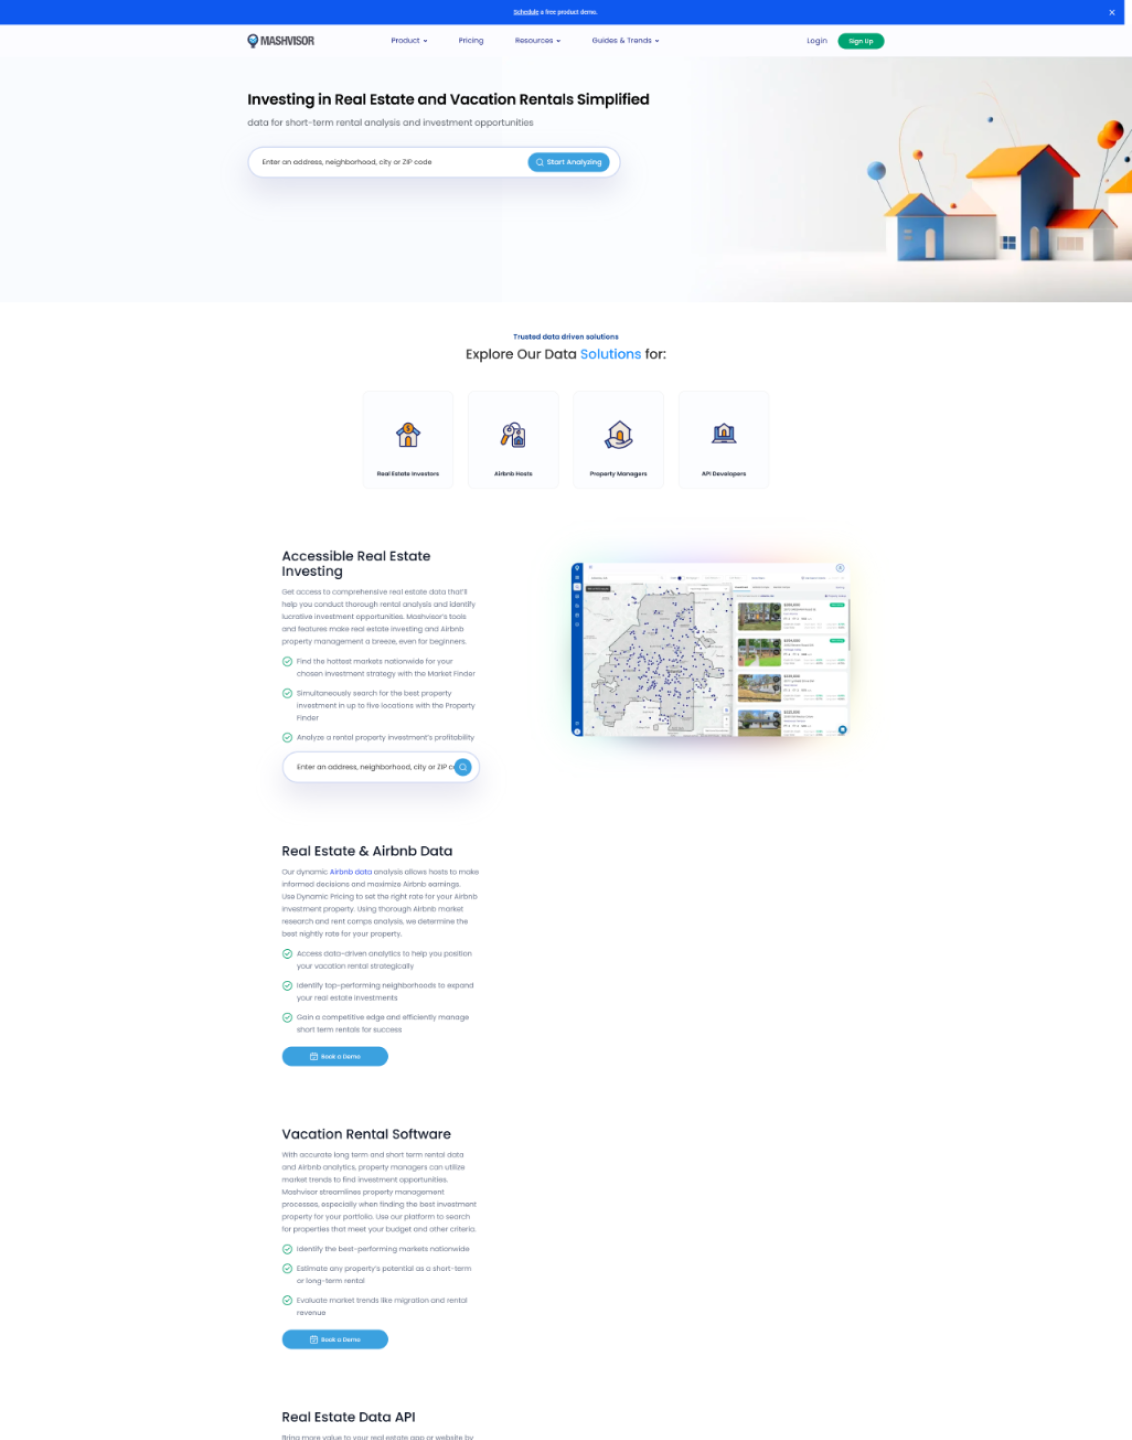 Schedule a free product demo.
MASHVISOR
Product
Pricing
Resources
Guides & Trends
Login
Sign Up
Investing in Real Estate and Vacation Rentals Simplified
data for short-term rental analysis and investment opportunities
Enter an address, neighborhood, city or ZIP code
Start Analyzing
Trusted data driven solutions
Explore Our Data Solutions for:
Real Estate Investors
Airbnb Hosts
Property Managers
API Developers
Accessible Real Estate
Investing
Get access to comprehensive real estate data that'll
help you conduct thorough rental analysis and identify
lucrative investment opportunities. Mashvisor's tools
and features make real estate investing and Airbnb
property management a breeze, even for beginners.
Find the hottest markets nationwide for your
chosen investment strategy with the Market Finder
Simultaneously search for the best property
investment in up to five locations with the Property
Finder
Analyze a rental property investment's profitability
Enter an address, neighborhood, city or ZIP c
Real Estate & Airbnb Data
Our dynamic Airbnb data analysis allows hosts to make
informed decisions and maximize Airbnb earnings.
Use Dynamic Pricing to set the right rate for your Airbnb
investment property. Using thorough Airbnb market
research and rent comps analysis, we determine the
best nightly rate for your property.
Access data-driven analytics to help you position
your vacation rental strategically
Identify top-performing neighborhoods to expand
your real estate investments
Gain a competitive edge and efficiently manage
short term rentals for success
Book a Demo
Vacation Rental Software
With accurate long term and short term rental data
and Airbnb analytics, property managers can utilize
market trends to find investment opportunities.
Mashvisor streamlines property management
processes, especially when finding the best investment
property for your portfolio. Use our platform to search
for properties that meet your budget and other criteria.
Identify the best-performing markets nationwide
Estimate any property's potential as a short-term
or long-term rental
Evaluate market trends like migration and rental
revenue
Book a Demo
Real Estate Data API
Bring more value to your real estate app or website by